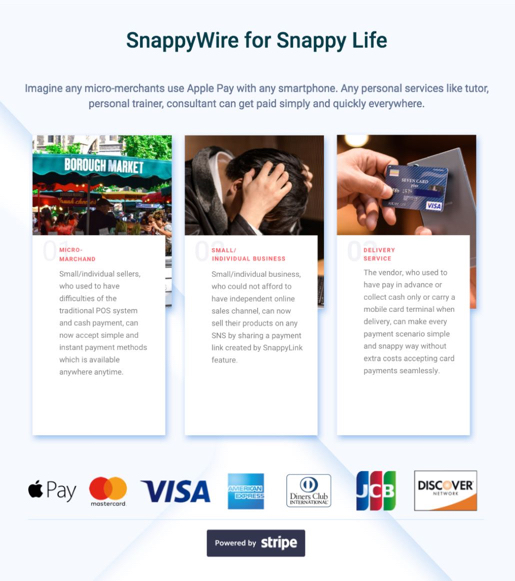 SnappyWire for Snappy Life
Imagine any micro-merchants use Apple Pay with any smartphone. Any personal services like tutor,
personal trainer, consultant can get paid simply and quickly everywhere.
BOROUGH MARKET
01
MICRO-
MARCHAND
Small/individual sellers,
who used to have
difficulties of the
traditional POS system
and cash payment, can
now accept simple and
instant payment methods
which is available
anywhere anytime.
SMALL/
INDIVIDUAL BUSINESS
Small/individual business,
who could not afford to
have independent online
sales channel, can now
sell their products on any
SNS by sharing a payment
link created by SnappyLink
feature.
VISA
DELIVERY
SERVICE
The vendor, who used to
have pay in advance or
collect cash only or carry a
mobile card terminal when
delivery, can make every
payment scenario simple
and snappy way without
extra costs accepting card
payments seamlessly.
Pay
mastercard
VISA
AMERICAN
EXPRESS
Diners Club
INTERNATIONAL
JCB
DISCOVER
NETWORK
Powered by stripe